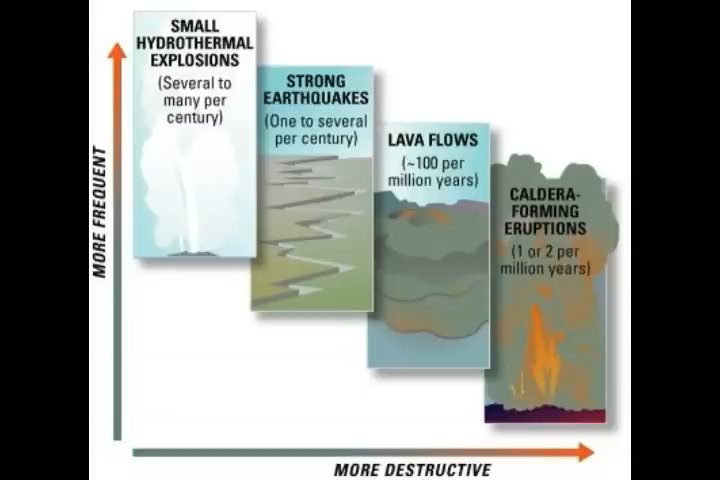 SMALL
HYDROTHERMAL
EXPLOSIONS
(Several to
many per
century)
STRONG
EARTHQUAKES
(One to several
per century)
LAVA FLOWS
(~100 per
million years)
CALDERA-
FORMING
ERUPTIONS
(1 or 2 per
million years)
MORE FREQUENT
MORE DESTRUCTIVE